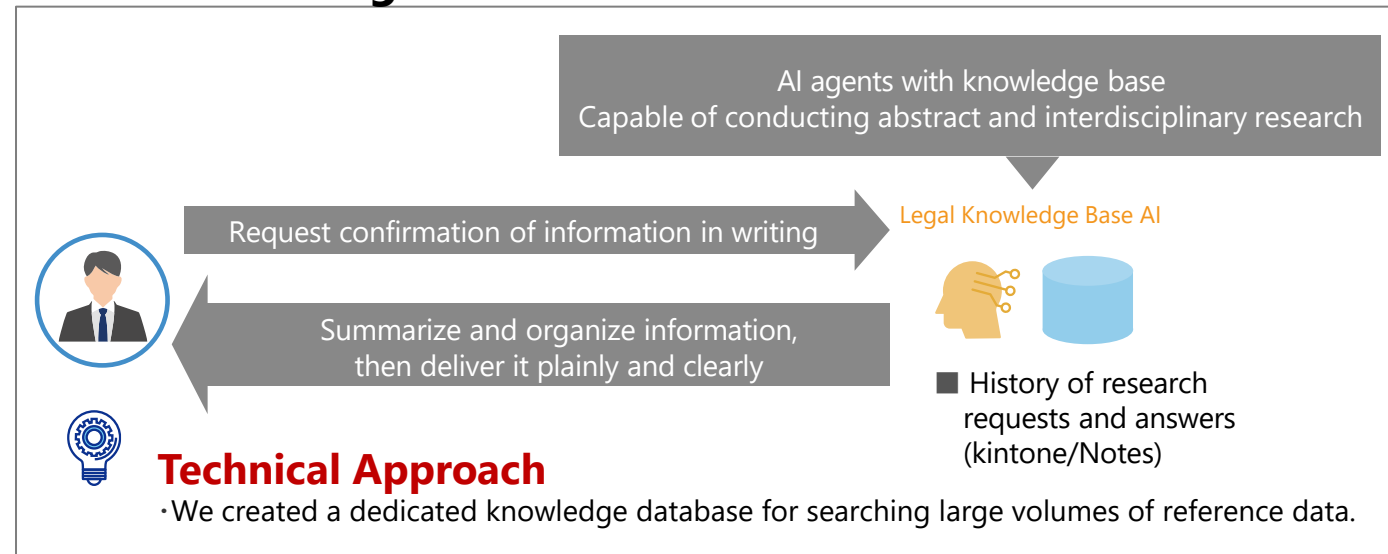 AI agents with knowledge base
Capable of conducting abstract and interdisciplinary research
Legal Knowledge Base AI
Request confirmation of information in writing
Summarize and organize information,
then deliver it plainly and clearly
■ History of research
requests and answers
(kintone/Notes)
Technical Approach
・We created a dedicated knowledge database for searching large volumes of reference data.